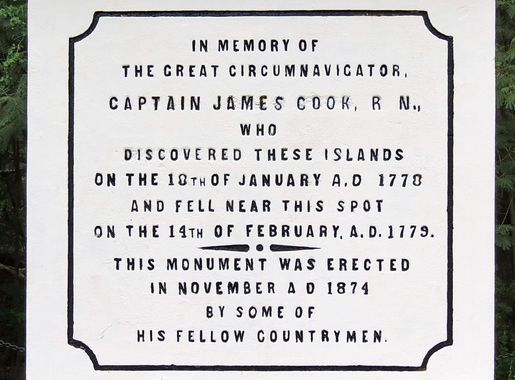 IN MEMORY OF
THE GREAT CIRCUMNAVIGATOR,
CAPTAIN JAMES COOK, R N.,
WHO
DISCOVERED THESE ISLANDS
ON THE 18TH OF JANUARY A.D 1778
AND FELL NEAR THIS SPOT
ON THE 14TH OF FEBRUARY, A.D. 1779.
THIS MONUMENT WAS ERECTED
IN NOVEMBER A D 1874
BY SOME OF
HIS FELLOW COUNTRYMEN.